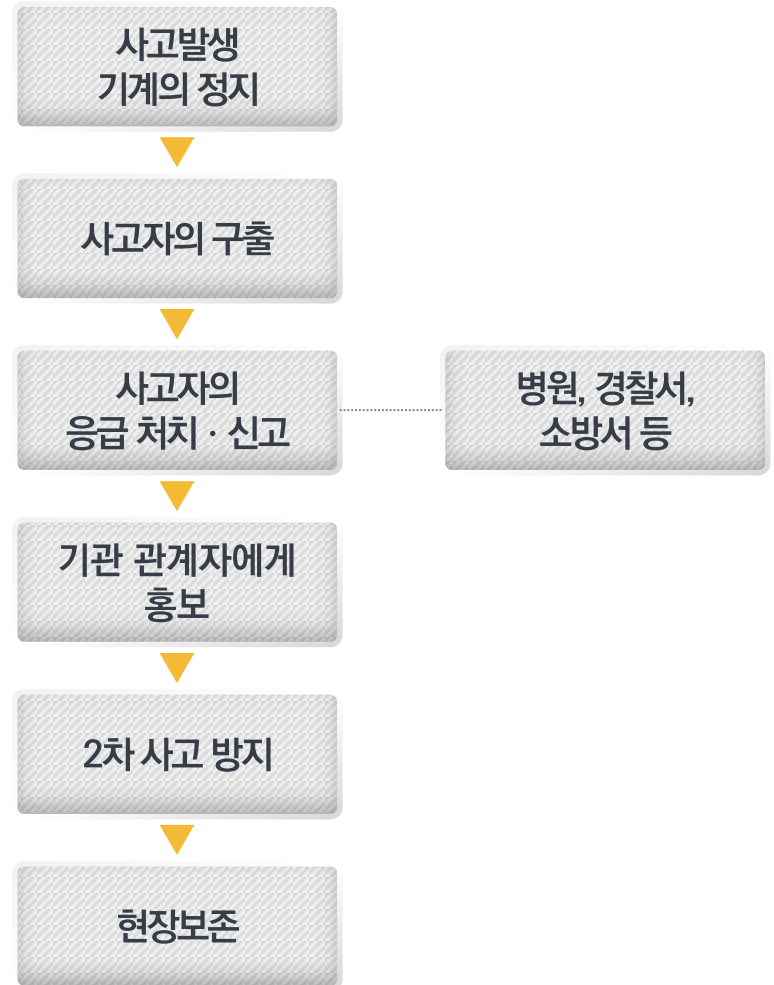 사고발생
기계의 정지
사고자의 구출
사고자의
응급 처치 · 신고
병원, 경찰서,
소방서 등
기관 관계자에게
홍보
2차 사고 방지
현장보존